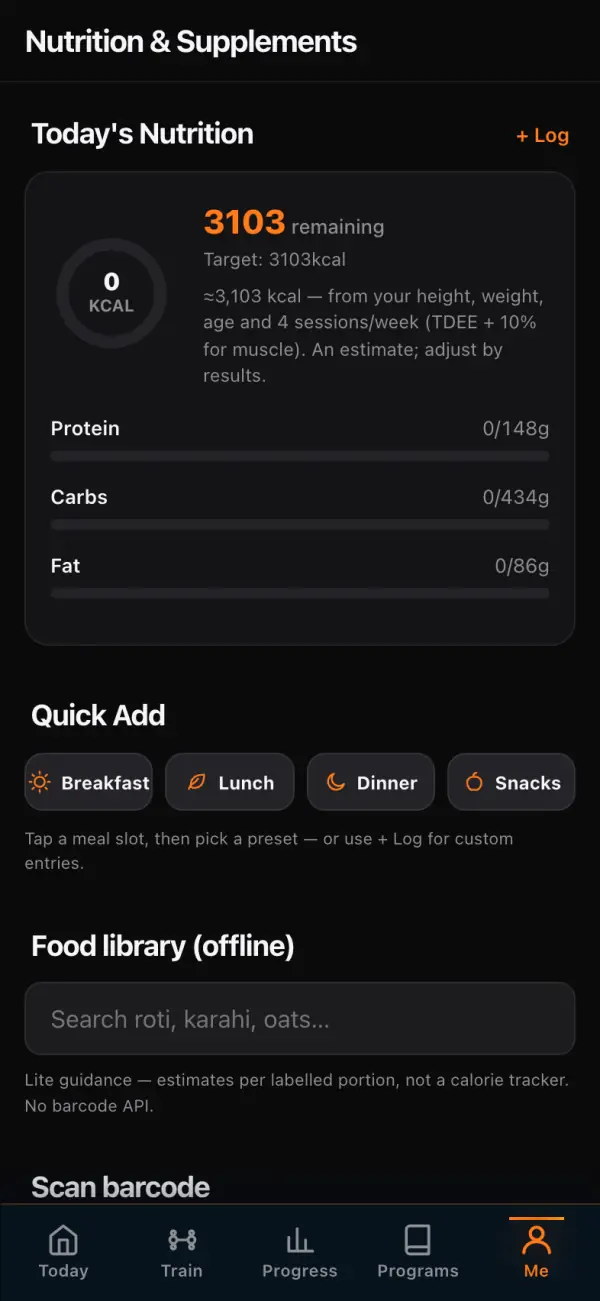 Nutrition & Supplements
Today's Nutrition
+ Log
3103 remaining
Target: 3103kcal
0
KCAL
≈3,103 kcal — from your height, weight,
age and 4 sessions/week (TDEE + 10%
for muscle). An estimate; adjust by
results.
Protein 0/148g
Carbs 0/434g
Fat 0/86g
Quick Add
Breakfast Lunch Dinner Snacks
Tap a meal slot, then pick a preset — or use + Log for custom
entries.
Food library (offline)
Search roti, karahi, oats...
Lite guidance — estimates per labelled portion, not a calorie tracker.
No barcode API.
Scan barcode
Today Train Progress Programs Me